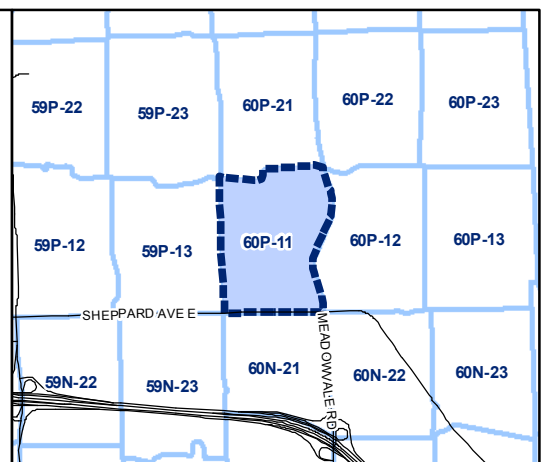 59P-22
59P-23
60P-21
60P-22
60P-23
59P-12
59P-13
60P-11
60P-12
60P-13
SHEPPARD AVE E
MEADOWVALE RD
59N-22
59N-23
60N-21
60N-22
60N-23